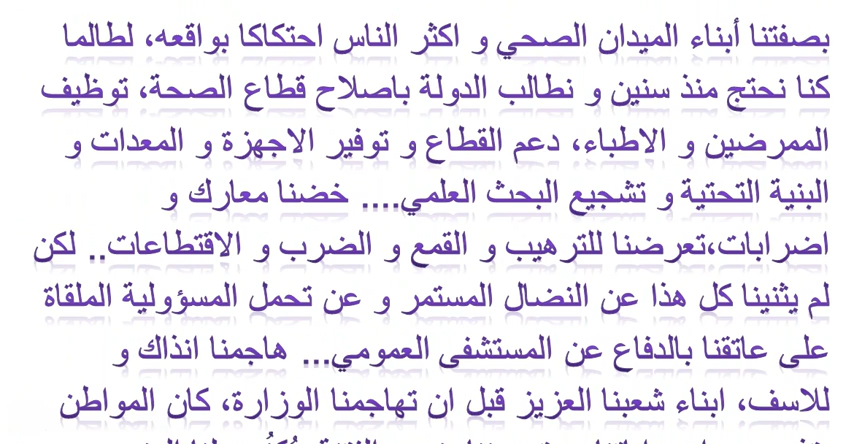 بصفتنا أبناء الميدان الصحي و اكثر الناس احتكاكا بواقعه، لطالما
كنا نحتج منذ سنين و نطالب الدولة باصلاح قطاع الصحة، توظيف
الممرضين و الاطباء، دعم القطاع و توفير الاجهزة و المعدات و
البنية التحتية و تشجيع البحث العلمي.... خضنا معارك و
اضرابات،تعرضنا للترهيب و القمع و الضرب و الاقتطاعات.. لكن
لم يثنينا كل هذا عن النضال المستمر و عن تحمل المسؤولية الملقاة
على عاتقنا بالدفاع عن المستشفى العمومي... هاجمنا انذاك و
للاسف، ابناء شعبنا العزيز قبل ان تهاجمنا الوزارة، كان المواطن